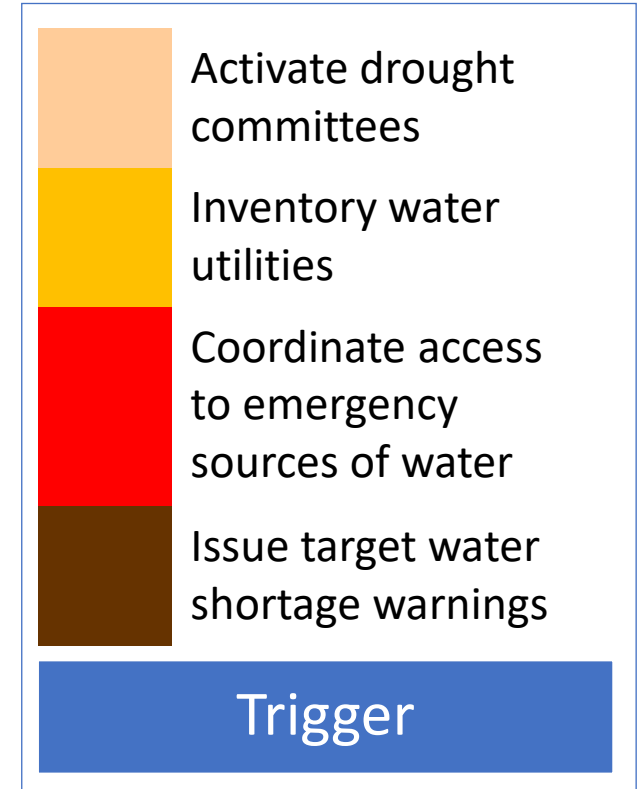 Activate drought
committees
Inventory water
utilities
Coordinate access
to emergency
sources of water
Issue target water
shortage warnings
Trigger